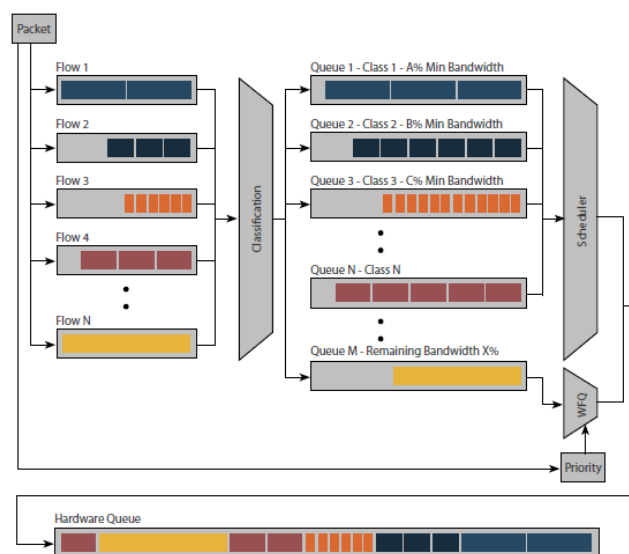 Packet
Flow 1
Flow 2
Flow 3
Flow 4
Flow N
Classification
Queue 1 - Class 1 - A% Min Bandwidth
Queue 2 - Class 2 - B% Min Bandwidth
Queue 3 - Class 3 - C% Min Bandwidth
Queue N - Class N
Queue M - Remaining Bandwidth X%
Scheduler
WFQ
Priority
Hardware Queue